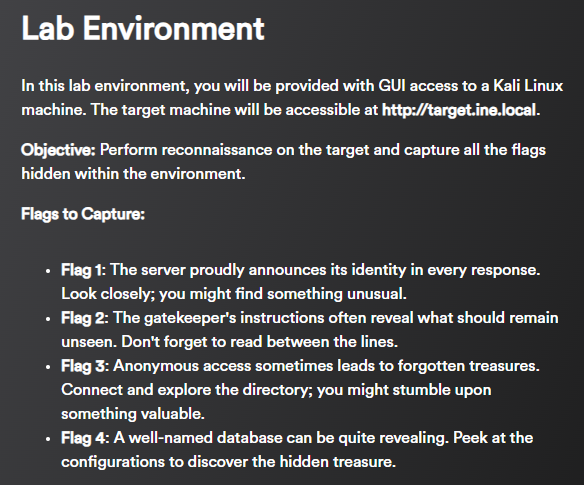 Lab Environment
In this lab environment, you will be provided with GUI access to a Kali Linux
machine. The target machine will be accessible at http://target.ine.local.
Objective: Perform reconnaissance on the target and capture all the flags
hidden within the environment.
Flags to Capture:
• Flag 1: The server proudly announces its identity in every response.
Look closely; you might find something unusual.
• Flag 2: The gatekeeper's instructions often reveal what should remain
unseen. Don't forget to read between the lines.
• Flag 3: Anonymous access sometimes leads to forgotten treasures.
Connect and explore the directory; you might stumble upon
something valuable.
• Flag 4: A well-named database can be quite revealing. Peek at the
configurations to discover the hidden treasure.